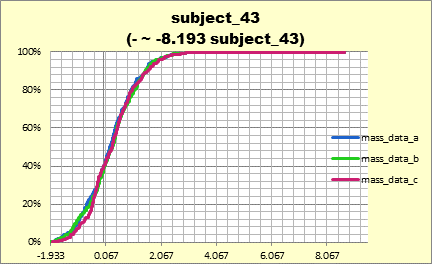 subject_43
(- ~ -8.193 subject_43)
100%
80%
60%
40%
20%
0%
mass_data_a
mass_data_b
mass_data_c
-1.933 0.067 2.067 4.067 6.067 8.067